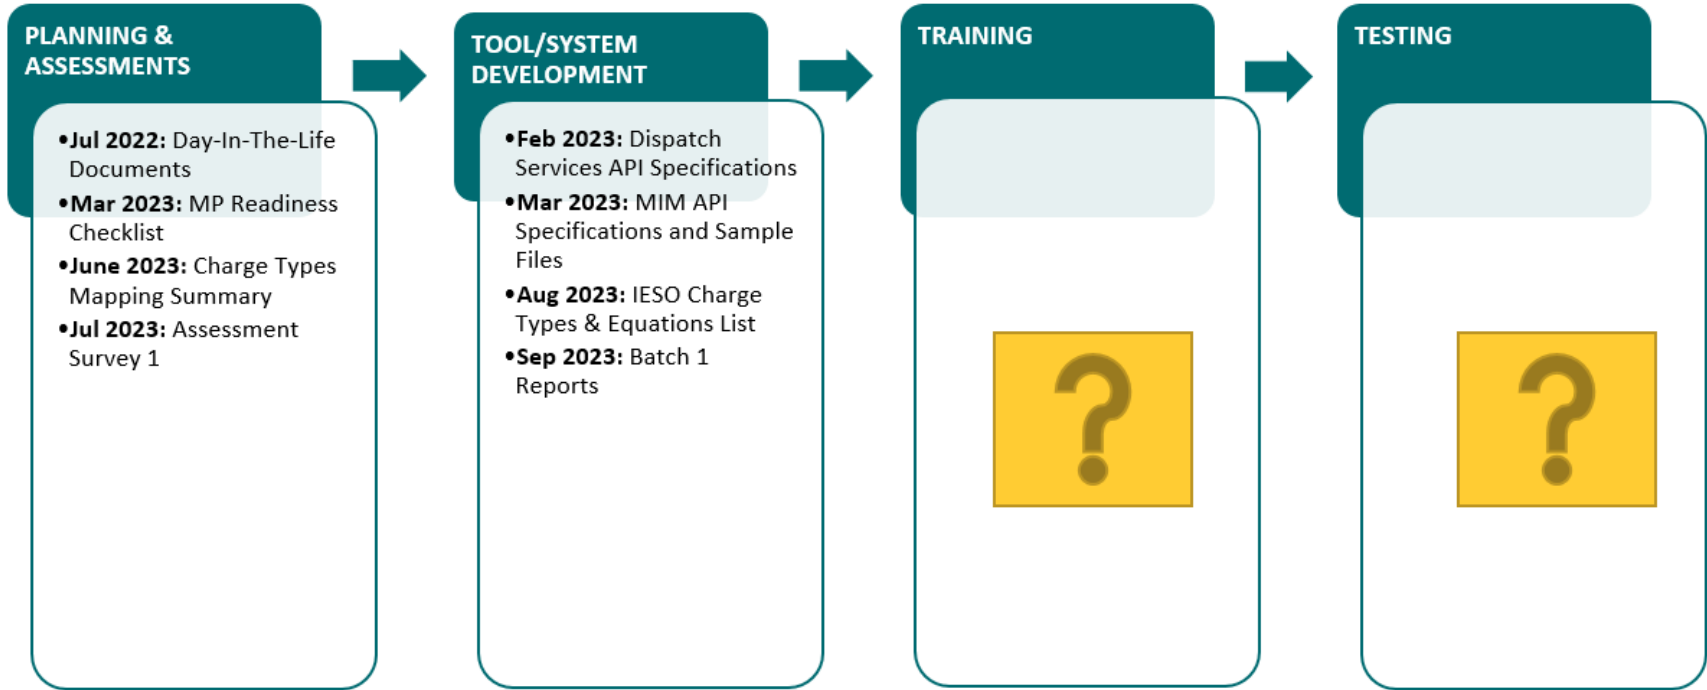 PLANNING &
ASSESSMENTS
•Jul 2022: Day-In-The-Life
Documents
•Mar 2023: MP Readiness
Checklist
•June 2023: Charge Types
Mapping Summary
•Jul 2023: Assessment
Survey 1
TOOL/SYSTEM
DEVELOPMENT
•Feb 2023: Dispatch
Services API Specifications
•Mar 2023: MIM API
Specifications and Sample
Files
•Aug 2023: IESO Charge
Types & Equations List
•Sep 2023: Batch 1
Reports
TRAINING
?
TESTING
?